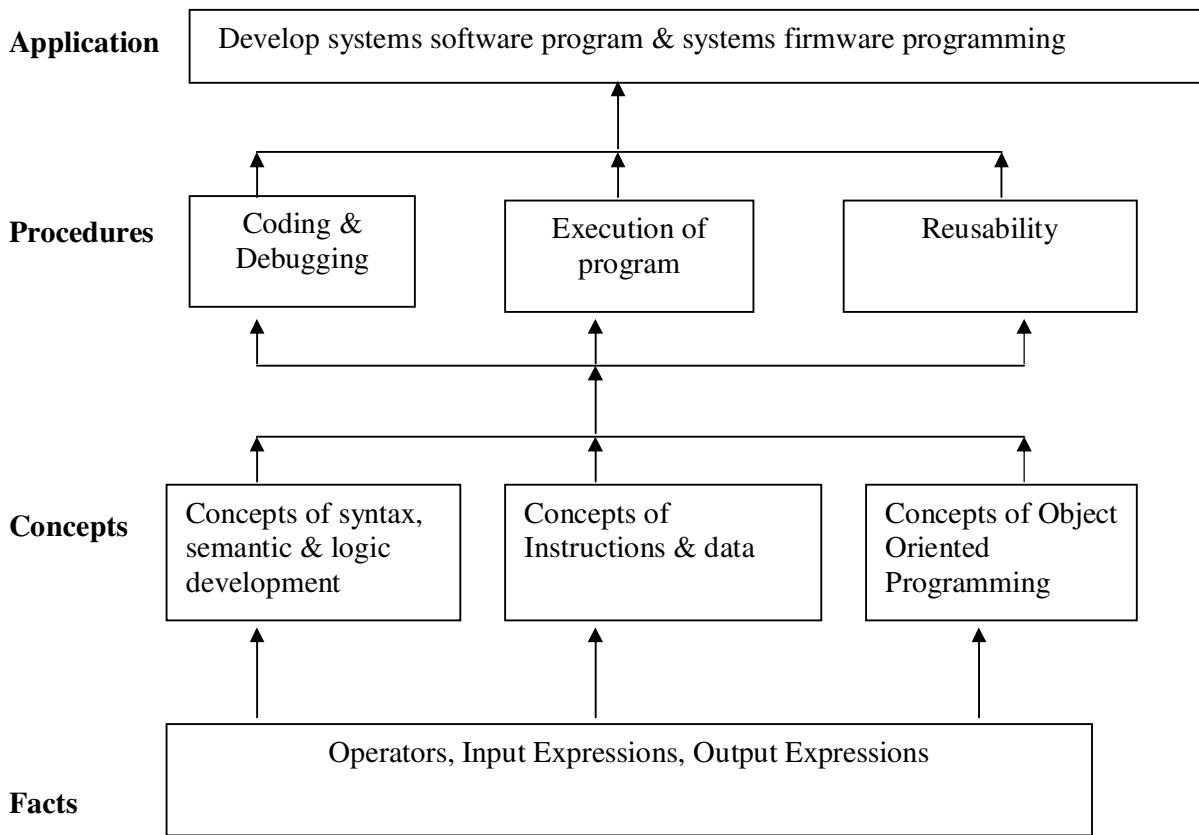 Application
Develop systems software program & systems firmware programming
Procedures
Coding &
Debugging
Execution of
program
Reusability
Concepts
Concepts of syntax,
semantic & logic
development
Concepts of
Instructions & data
Concepts of Object
Oriented
Programming
Operators, Input Expressions, Output Expressions
Facts